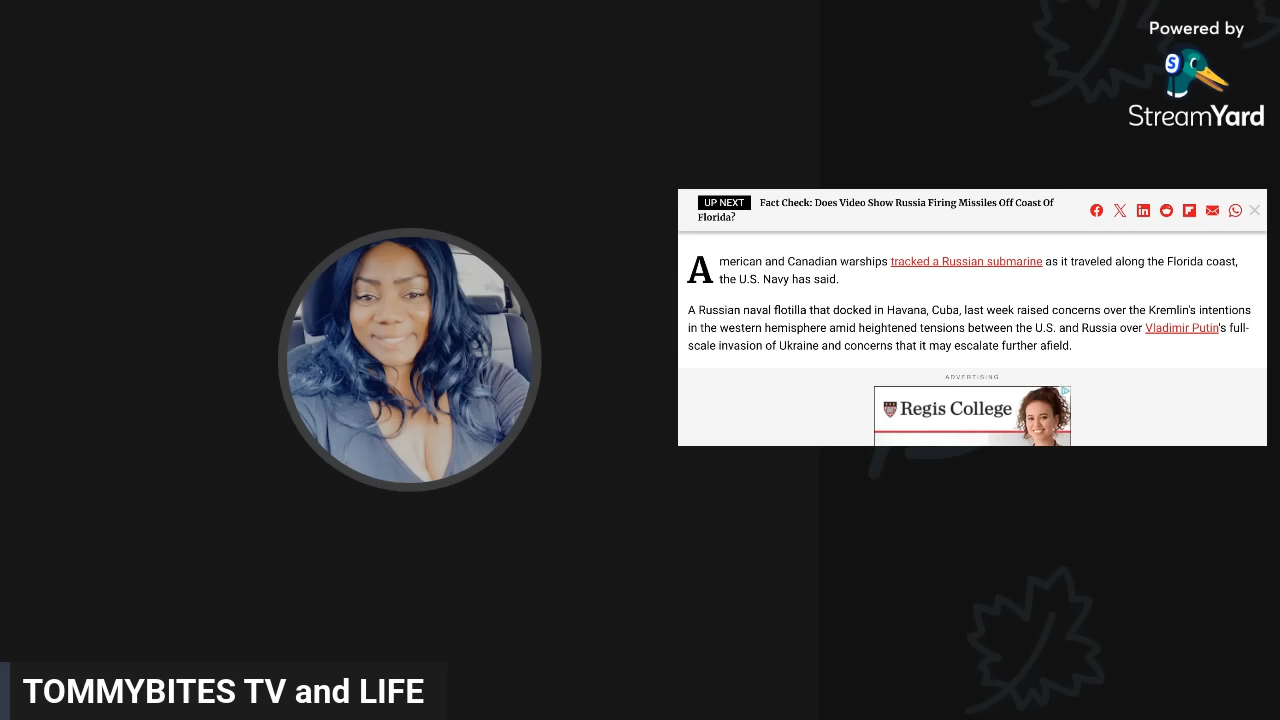 Powered by
StreamYard
UP NEXT Fact Check: Does Video Show Russia Firing Missiles Off Coast Of
Florida?
American and Canadian warships tracked a Russian submarine as it traveled along the Florida coast,
the U.S. Navy has said.
A Russian naval flotilla that docked in Havana, Cuba, last week raised concerns over the Kremlin's intentions
in the western hemisphere amid heightened tensions between the U.S. and Russia over Vladimir Putin's full-
scale invasion of Ukraine and concerns that it may escalate further afield.
ADVERTISING
Regis College
TOMMYBITES TV and LIFE